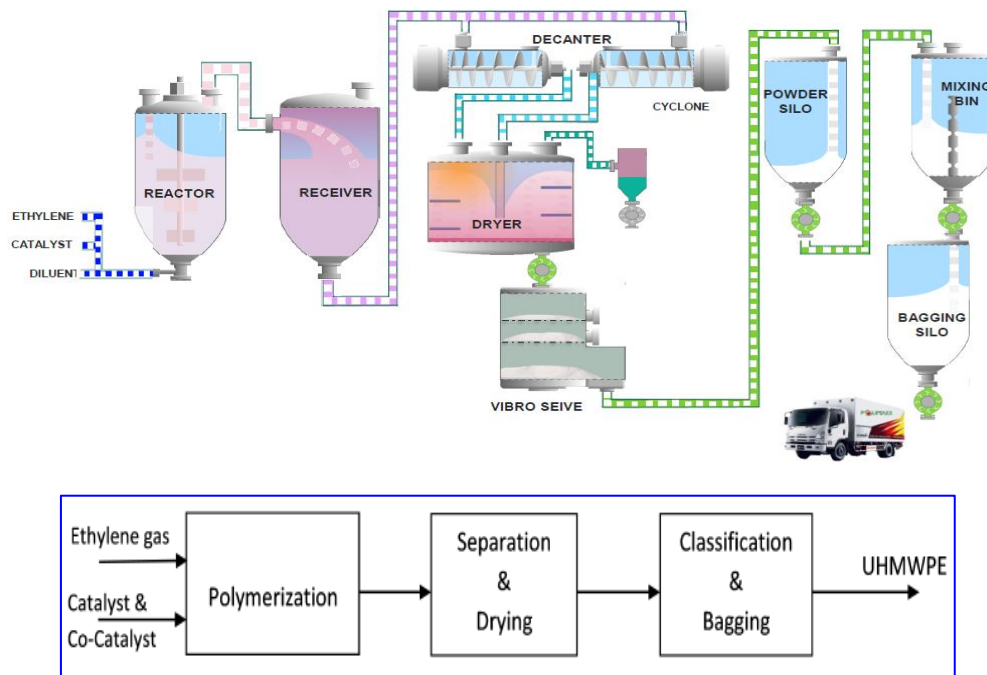 DECANTER
CYCLONE
POWDER
SILO
MIXING
BIN
REACTOR
RECEIVER
ETHYLENE
CATALYST
DILUENT
DRYER
BAGGING
SILO
VIBRO SEIVE
Ethylene gas
Catalyst &
Co-Catalyst
Polymerization
Separation
&
Drying
Classification
&
Bagging
UHMWPE